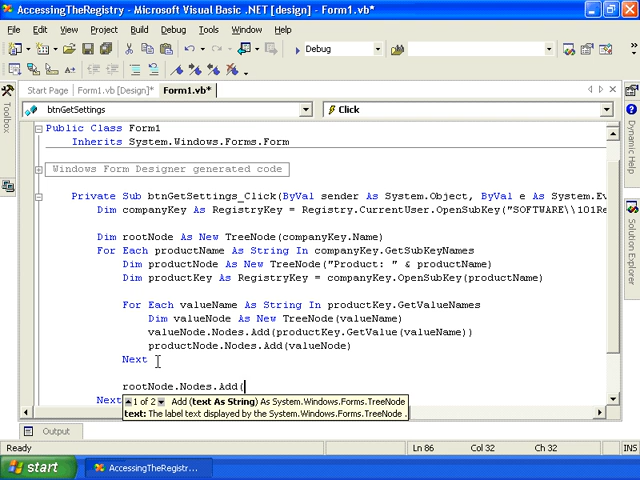 AccessingTheRegistry - Microsoft Visual Basic .NET [design] - Form1.vb*
File Edit View Project Build Debug Tools Window Help
Debug
Start Page Form1.vb [Design]* Form1.vb*
btnGetSettings Click
Public Class Form1
Inherits System.Windows.Forms.Form
Windows Form Designer generated code
Private Sub btnGetSettings_Click(ByVal sender As System.Object, ByVal e As System.Ev
Dim companyKey As RegistryKey = Registry.CurrentUser.OpenSubKey("SOFTWARE\\101Re
Dim rootNode As New TreeNode(companyKey.Name)
For Each productName As String In companyKey.GetSubKeyNames
Dim productNode As New TreeNode("Product: " & productName)
Dim productKey As RegistryKey = companyKey.OpenSubKey(productName)
For Each valueName As String In productKey.GetValueNames
Dim valueNode As New TreeNode(valueName)
valueNode.Nodes.Add(productKey.GetValue(valueName))
productNode.Nodes.Add(valueNode)
Next
rootNode.Nodes.Add(
1 of 2 Add (text As String) As System.Windows.Forms.TreeNode
text: The label text displayed by the System.Windows.Forms.TreeNode .
Next
Toolbox
Dynamic Help
Solution Explorer
Output
Ready Ln 86 Col 32 Ch 32 INS
start AccessingTheRegistry-...